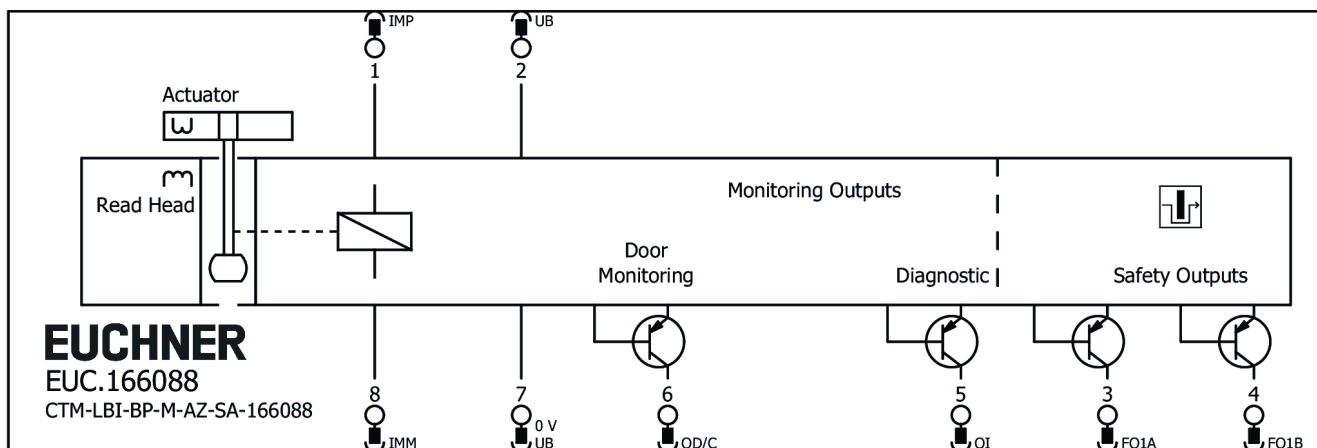 IMP
UB
1
2
Actuator
Read Head
Monitoring Outputs
Door
Monitoring
Diagnostic
Safety Outputs
EUCHNER
EUC.166088
CTM-LBI-BP-M-AZ-SA-166088
8
7
6
5
3
4
IMM
0 V
UB
OD/C
OI
FO1A
FO1B